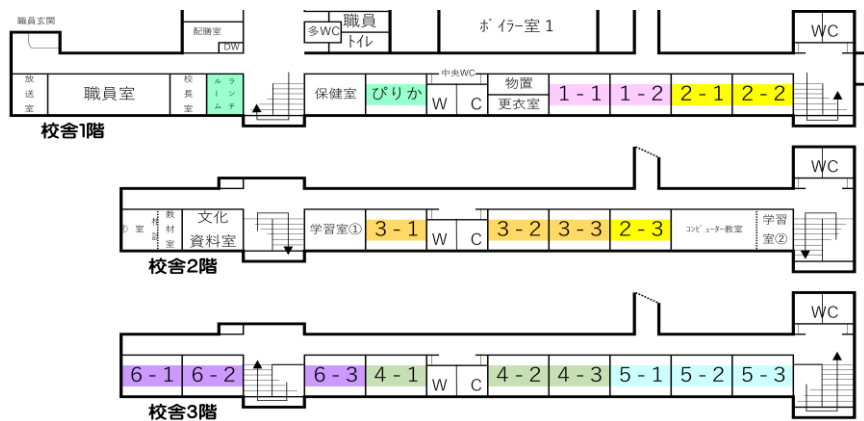 職員玄関
配膳室
DW
多WC
職員
トイレ
ボイラー室1
WC
放送室
職員室
校長室
ランチルーム
保健室
ぴりか
中央WC
W C
物置
更衣室
1-1
1-2
2-1
2-2
校舎1階
WC
教材室
文化
資料室
学習室①
3-1
W C
3-2
3-3
2-3
コンピューター教室
学習
室②
校舎2階
WC
6-1
6-2
6-3
4-1
W C
4-2
4-3
5-1
5-2
5-3
校舎3階